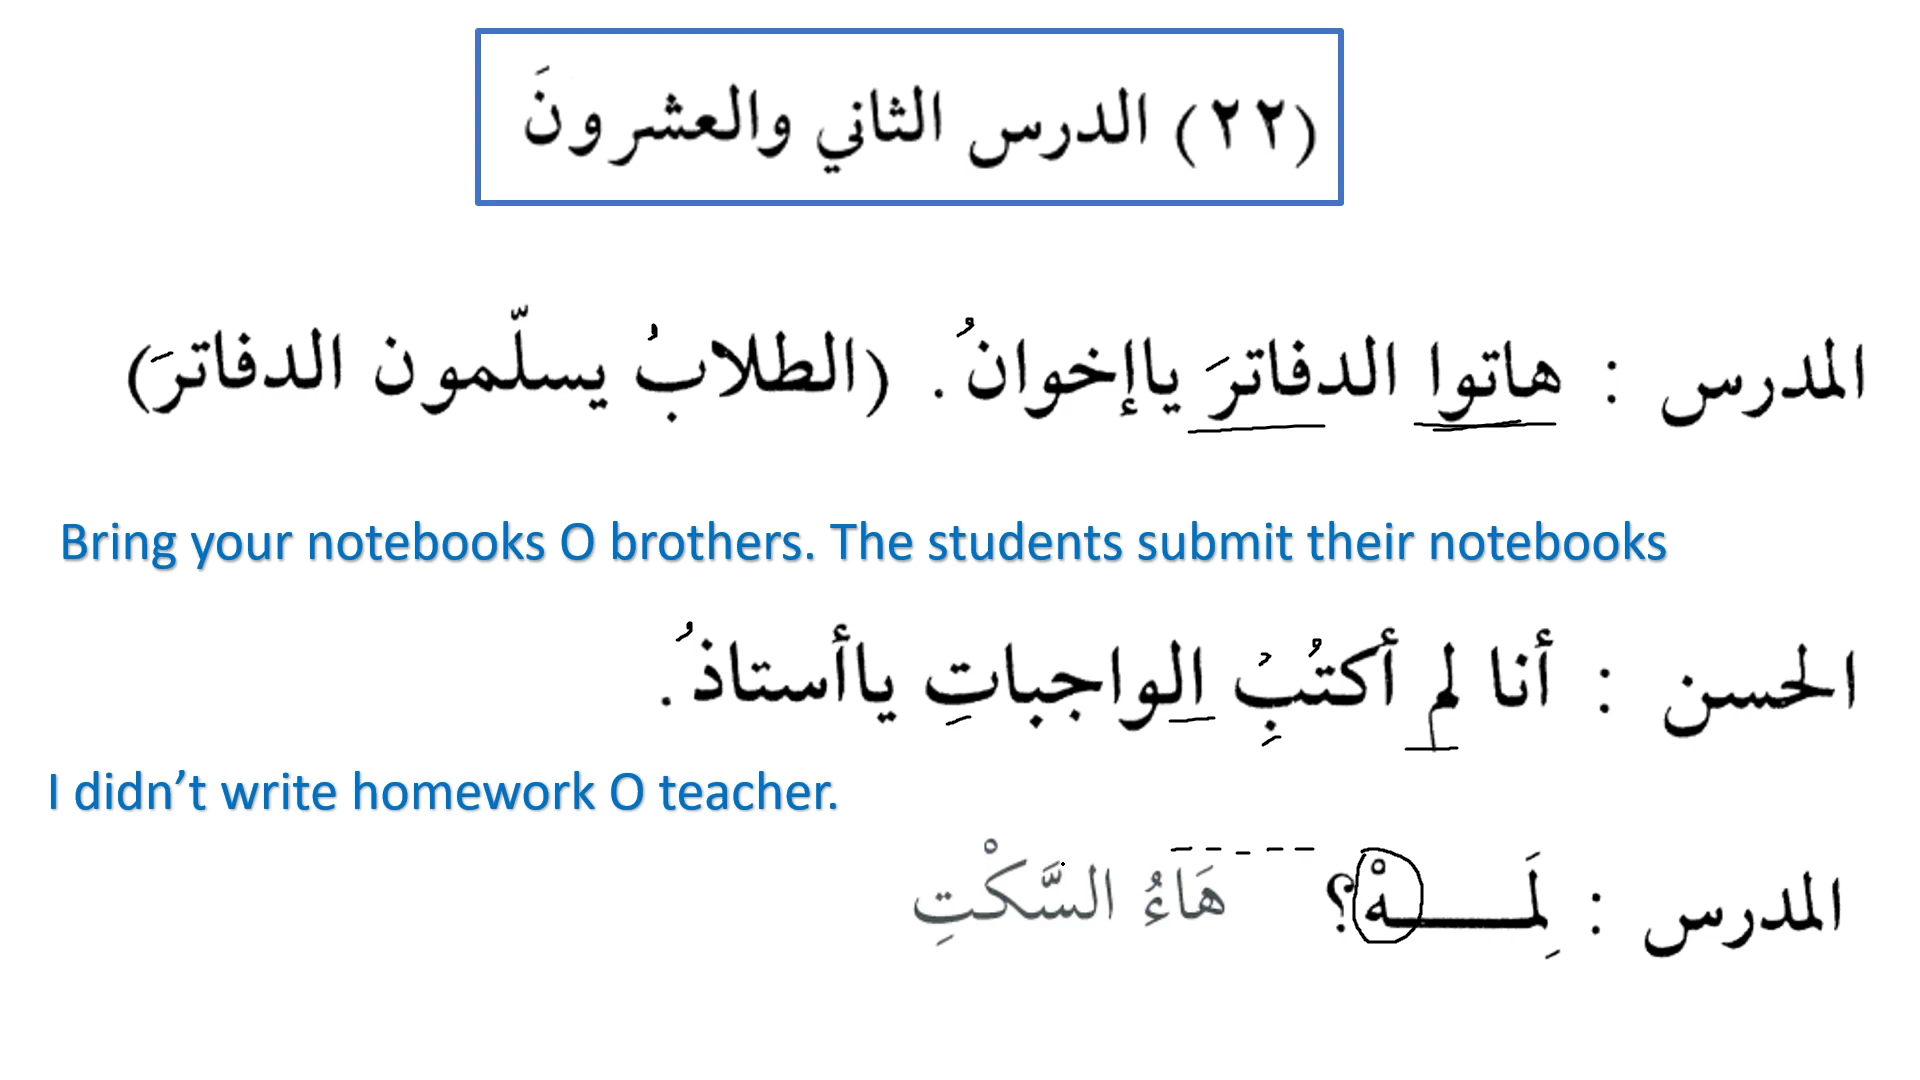 (٢٢) الدرس الثاني والعشرونَ
المدرس : هاتوا الدفاترَ ياإخوانُ. (الطلابُ يسلّمون الدفاترَ)
Bring your notebooks O brothers. The students submit their notebooks
الحسن : أنا لم أكتُبِ الواجباتِ ياأستاذُ.
I didn’t write homework O teacher.
المدرس : لِمَـــــهْ؟ هَاءُ السَّكْتِ